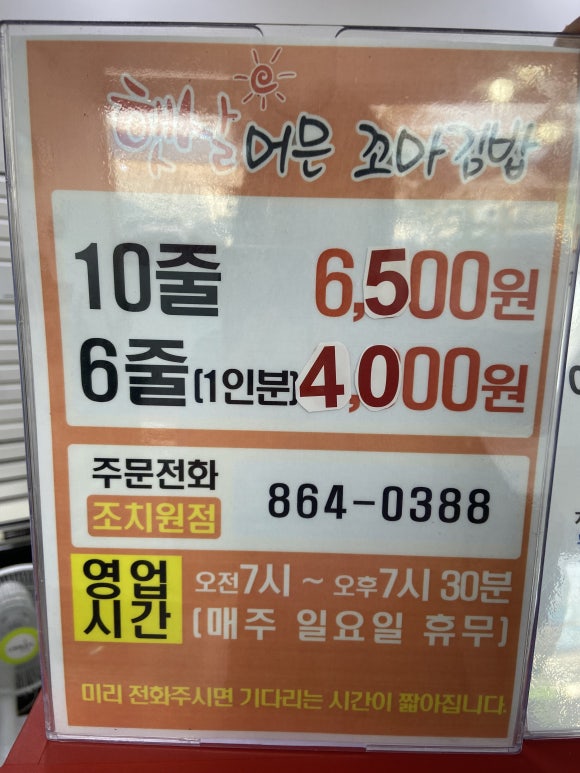 햇살 머믄 꼬마김밥
10줄 6,500원
6줄(1인분) 4,000원
주문전화
조치원점
864-0388
영업
시간
오전7시 ~ 오후7시 30분
(매주 일요일 휴무)
미리 전화주시면 기다리는 시간이 짧아집니다.